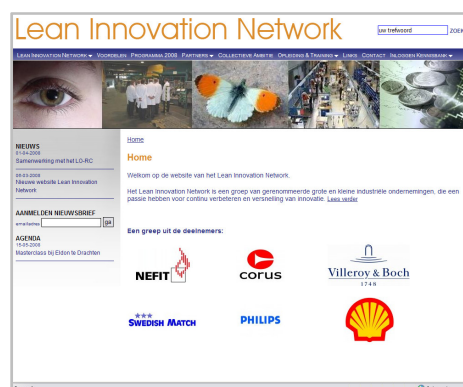 Lean Innovation Network
uw trefwoord
ZOEK
LEAN INNOVATION NETWORK VOORDELEN PROGRAMMA 2008 PARTNERS COLLECTIEVE AMBITIE OPLEIDING & TRAINING LINKS CONTACT INLOGGEN KENNISBANK
NIEUWS
01-04-2008
Samenwerking met het LO-RC
06-03-2008
Nieuwe website Lean Innovation
Network
AANMELDEN NIEUWSBRIEF
emailadres
ga
AGENDA
15-05-2008
Masterclass bij Eldon te Drachten
Home
Home
Welkom op de website van het Lean Innovation Network.
Het Lean Innovation Network is een groep van gerenommeerde grote en kleine industriële ondernemingen, die een
passie hebben voor continu verbeteren en versnelling van innovatie. Lees verder
Een greep uit de deelnemers:
NEFIT
corus
Villeroy & Boch
1748
SWEDISH MATCH
PHILIPS